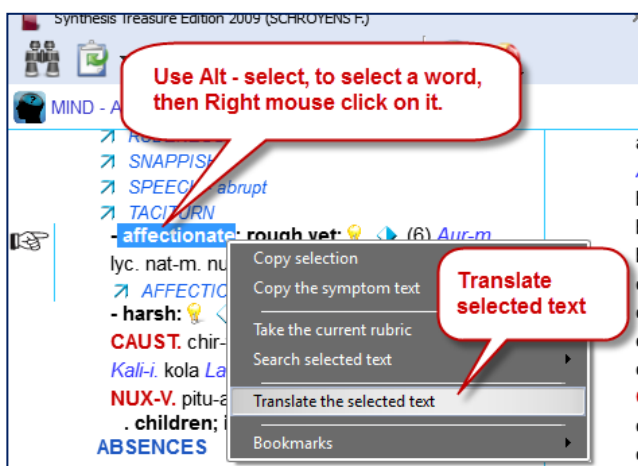 Synthesis Treasure Edition 2009 (SCHROYENS F.)
Use Alt - select, to select a word,
then Right mouse click on it.
MIND - A
SNAPPISH
SPEECH - abrupt
TACITURN
- affectionate; rough yet: (6) Aur-m
lyc. nat-m. nu
AFFECTIO
- harsh:
CAUST. chir-
Kali-i. kola La
NUX-V. pitu-a
. children; i
ABSENCES
Copy selection
Copy the symptom text
Take the current rubric
Search selected text
Translate the selected text
Bookmarks
Translate
selected text